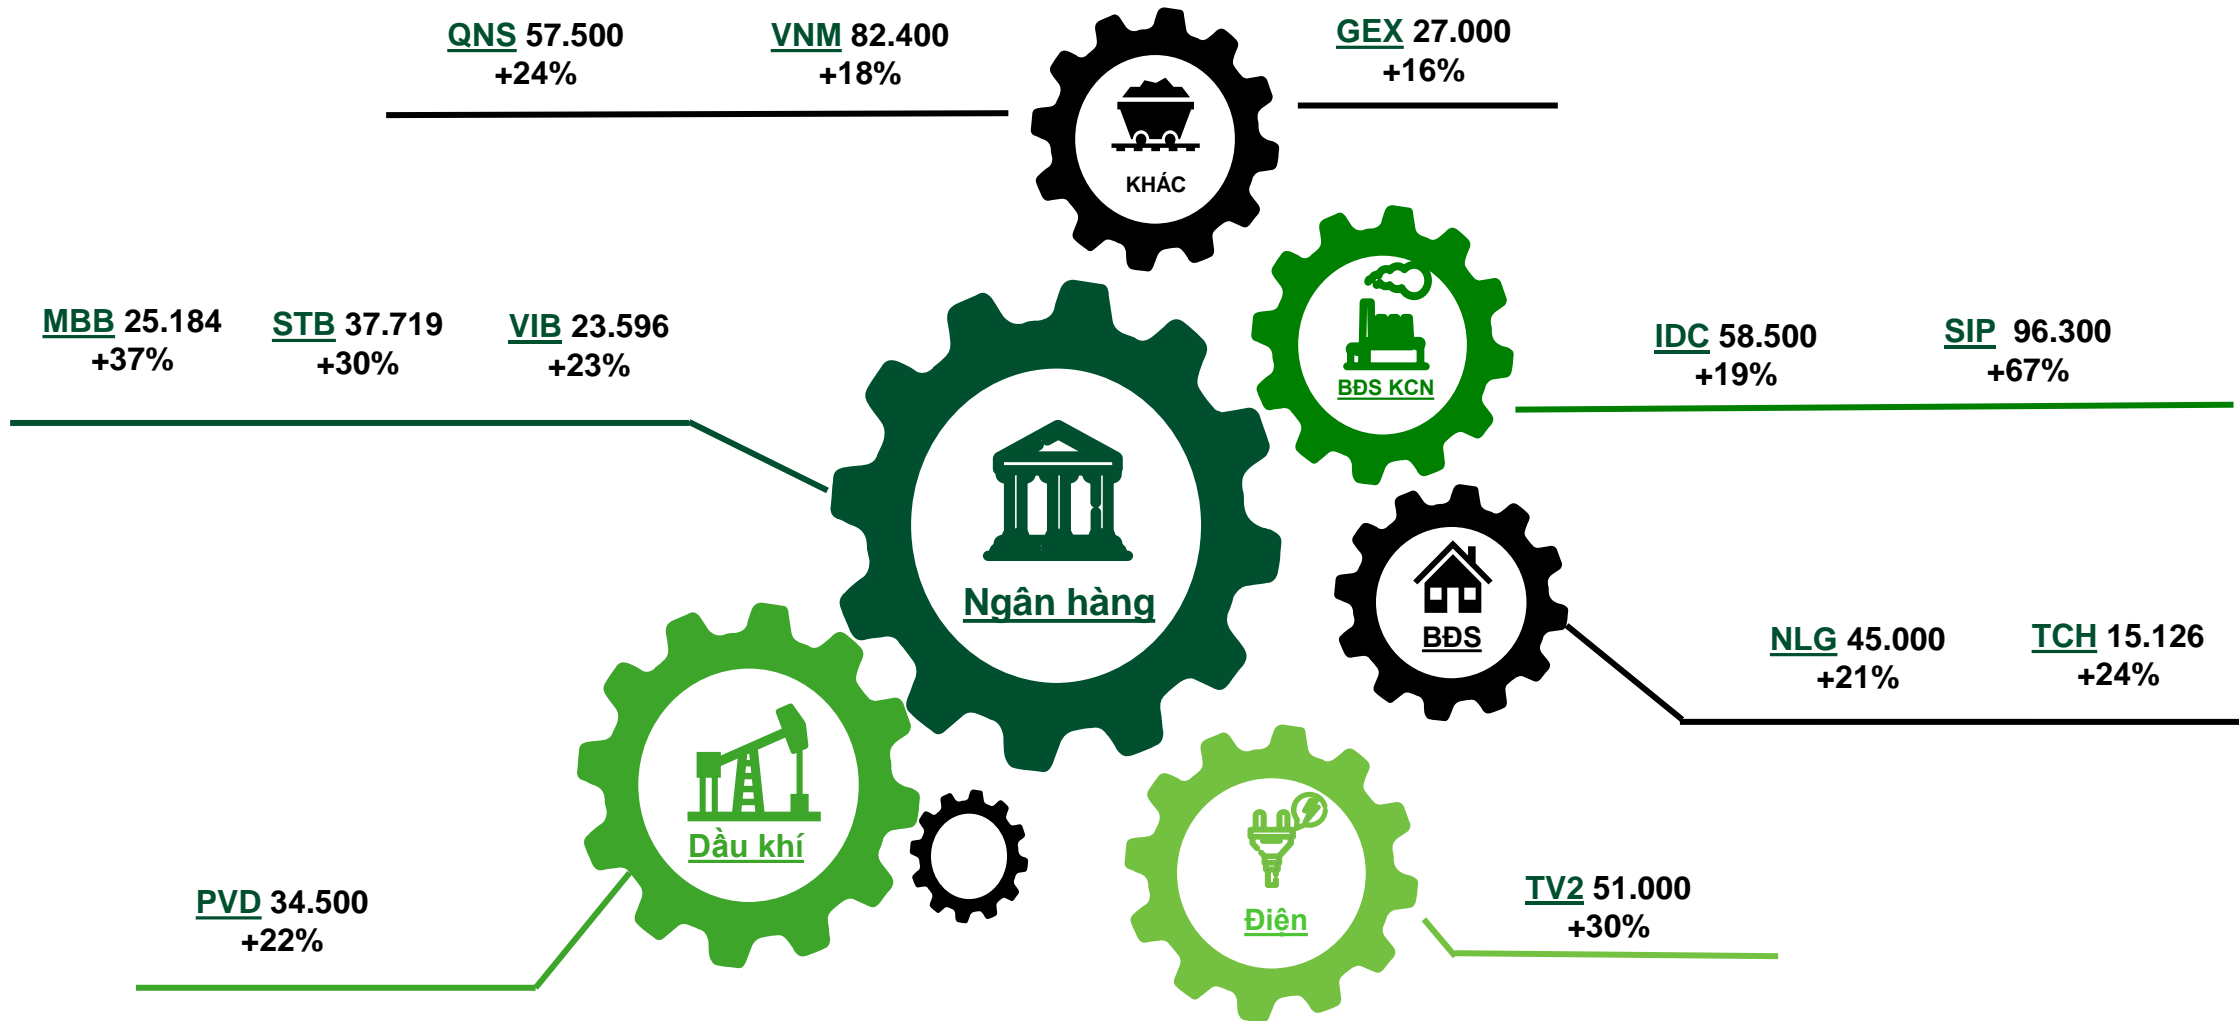 QNS 57.500
+24%
VNM 82.400
+18%
GEX 27.000
+16%
KHÁC
MBB 25.184
+37%
STB 37.719
+30%
VIB 23.596
+23%
BĐS KCN
IDC 58.500
+19%
SIP 96.300
+67%
Ngân hàng
BĐS
NLG 45.000
+21%
TCH 15.126
+24%
Dầu khí
PVD 34.500
+22%
Điện
TV2 51.000
+30%